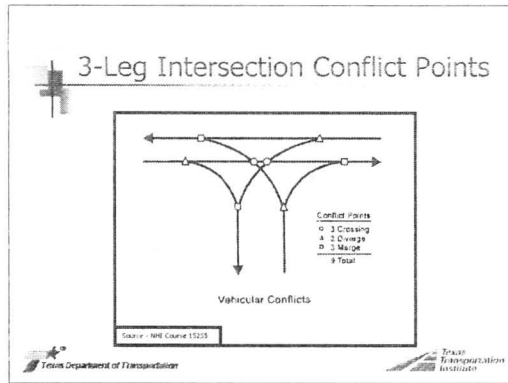 3-Leg Intersection Conflict Points
Conflict Points
3 Crossing
3 Diverge
3 Merge
9 Total
Vehicular Conflicts
Source - NHI Course 15255
Texas Department of Transportation
Texas
Transportation
Institute